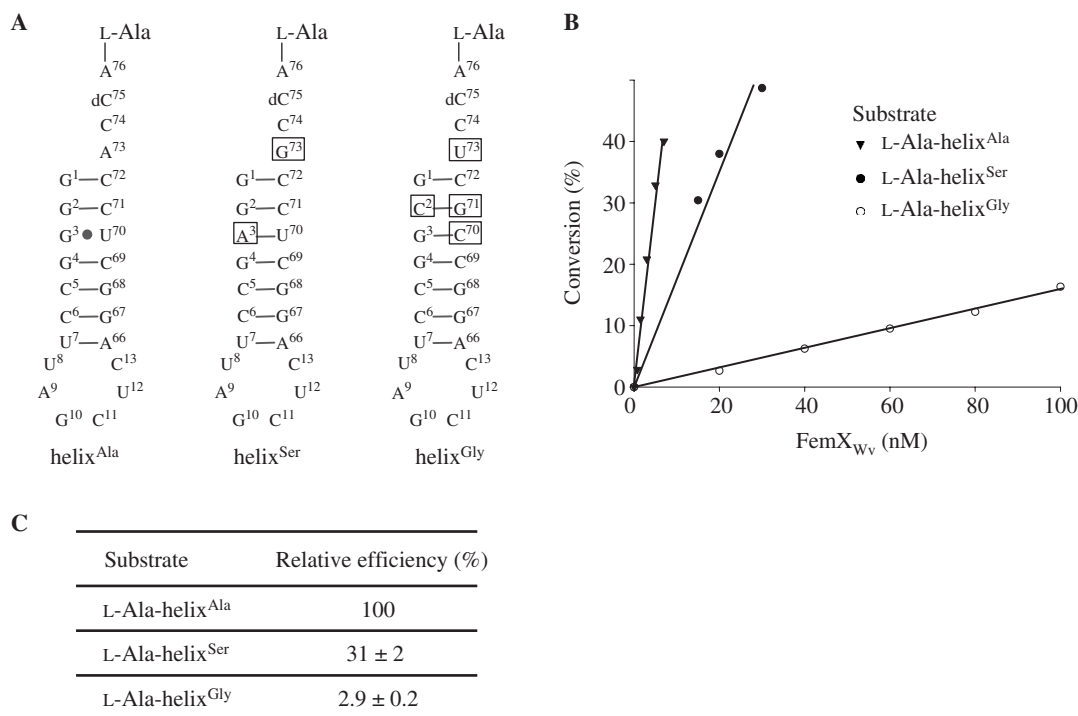 A
L-Ala L-Ala L-Ala
A76 A76 A76
dC75 dC75 dC75
C74 C74 C74
A73 G73 U73
G1 C72 G1 C72 G1 C72
G2 C71 G2 C71 C2 G71
G3 U70 A3 U70 G3 C70
G4 C69 G4 C69 G4 C69
C5 G68 C5 G68 C5 G68
C6 G67 C6 G67 C6 G67
U7 A66 U7 A66 U7 A66
U8 C13 U8 C13 U8 C13
A9 U12 A9 U12 A9 U12
G10 C11 G10 C11 G10 C11
helixAla helixSer helixGly
B
Conversion (%)
40
30
20
10
0
0 20 40 60 80 100
FemXWv (nM)
Substrate
L-Ala-helixAla
L-Ala-helixSer
L-Ala-helixGly
C
Substrate Relative efficiency (%)
L-Ala-helixAla 100
L-Ala-helixSer 31 ± 2
L-Ala-helixGly 2.9 ± 0.2